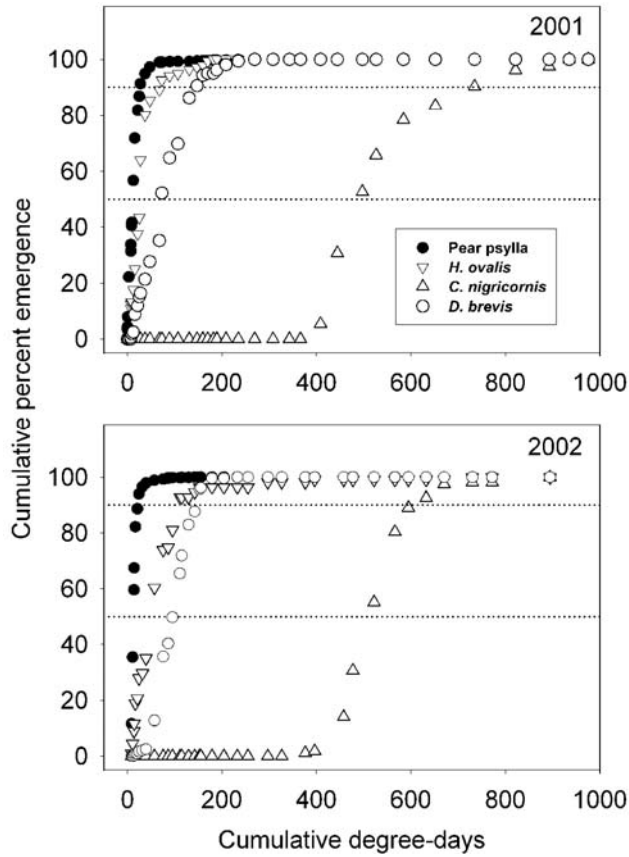 2001
100
80
60
40
20
0
Pear psylla
H. ovalis
C. nigricornis
D. brevis
0 200 400 600 800 1000
Cumulative percent emergence
2002
100
80
60
40
20
0
0 200 400 600 800 1000
Cumulative degree-days